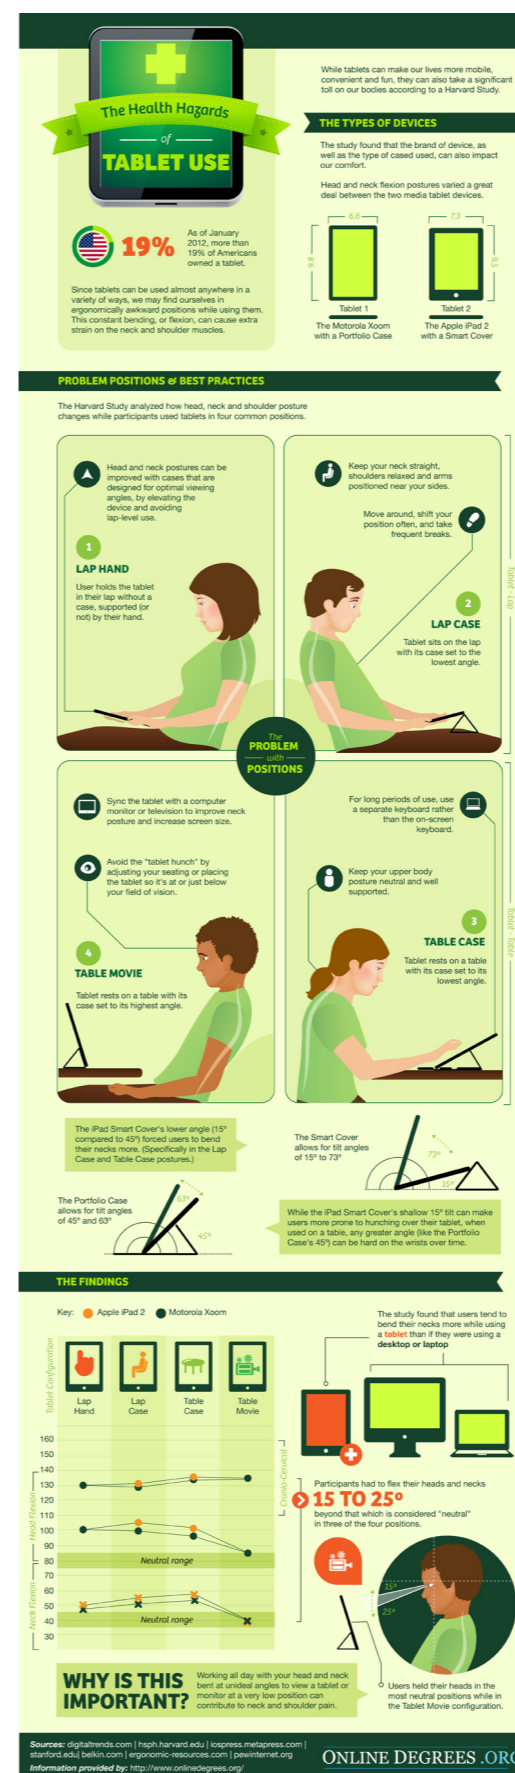 The Health Hazards
of
TABLET USE
While tablets can make our lives more mobile,
convenient and fun, they can also take a significant
toll on our bodies according to a Harvard Study.
THE TYPES OF DEVICES
The study found that the brand of device, as
well as the type of cased used, can also impact
our comfort.
Head and neck flexion postures varied a great
deal between the two media tablet devices.
6.6
9.8
7.3
9.5
Tablet 1
The Motorola Xoom
with a Portfolio Case
Tablet 2
The Apple iPad 2
with a Smart Cover
19%
As of January
2012, more than
19% of Americans
owned a tablet.
Since tablets can be used almost anywhere in a
variety of ways, we may find ourselves in
ergonomically awkward positions while using them.
This constant bending, or flexion, can cause extra
strain on the neck and shoulder muscles.
PROBLEM POSITIONS & BEST PRACTICES
The Harvard Study analyzed how head, neck and shoulder posture
changes while participants used tablets in four common positions.
Head and neck postures can be
improved with cases that are
designed for optimal viewing
angles, by elevating the
device and avoiding
lap-level use.
1
LAP HAND
User holds the tablet
in their lap without a
case, supported (or
not) by their hand.
Keep your neck straight,
shoulders relaxed and arms
positioned near your sides.
Move around, shift your
position often, and take
frequent breaks.
2
LAP CASE
Tablet sits on the lap
with its case set to the
lowest angle.
Tablet - Lap
The
PROBLEM
with
POSITIONS
Sync the tablet with a computer
monitor or television to improve neck
posture and increase screen size.
Avoid the "tablet hunch" by
adjusting your seating or placing
the tablet so it's at or just below
your field of vision.
4
TABLE MOVIE
Tablet rests on a table with its
case set to its highest angle.
For long periods of use, use
a separate keyboard rather
than the on-screen
keyboard.
Keep your upper body
posture neutral and well
supported.
3
TABLE CASE
Tablet rests on a table
with its case set to its
lowest angle.
Tablet - Table
The iPad Smart Cover's lower angle (15º
compared to 45º) forced users to bend
their necks more. (Specifically in the Lap
Case and Table Case postures.)
The Smart Cover
allows for tilt angles
of 15º to 73º
73º
15º
The Portfolio Case
allows for tilt angles
of 45º and 63º
63º
45º
While the iPad Smart Cover's shallow 15º tilt can make
users more prone to hunching over their tablet, when
used on a table, any greater angle (like the Portfolio
Case's 45º) can be hard on the wrists over time.
THE FINDINGS
Key: Apple iPad 2 Motorola Xoom
Tablet Configuration
Lap
Hand
Lap
Case
Table
Case
Table
Movie
160
150
140
130
120
110
100
90
80
70
60
50
40
30
Head Flexion
Neck Flexion
Cranio-Cervical
Neutral range
Neutral range
The study found that users tend to
bend their necks more while using
a tablet than if they were using a
desktop or laptop
Participants had to flex their heads and necks
15 TO 25º
beyond that which is considered "neutral"
in three of the four positions.
15º
25º
Users held their heads in the
most neutral positions while in
the Tablet Movie configuration.
WHY IS THIS
IMPORTANT?
Working all day with your head and neck
bent at unideal angles to view a tablet or
monitor at a very low position can
contribute to neck and shoulder pain.
Sources: digitaltrends.com | hsph.harvard.edu | iospress.metapress.com |
stanford.edu| belkin.com | ergonomic-resources.com | pewinternet.org
Information provided by: http://www.onlinedegrees.org/
ONLINE DEGREES .ORG